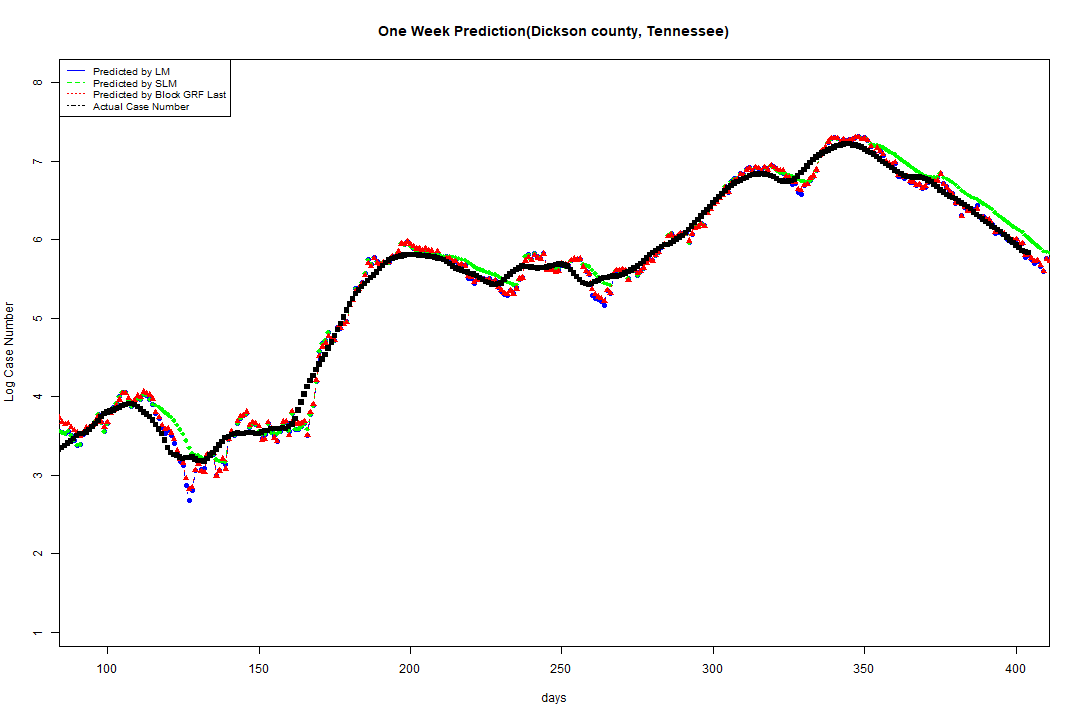 One Week Prediction(Dickson county, Tennessee)
Predicted by LM
Predicted by SLM
Predicted by Block GRF Last
Actual Case Number
8
7
6
5
4
3
2
1
Log Case Number
100 150 200 250 300 350 400
days